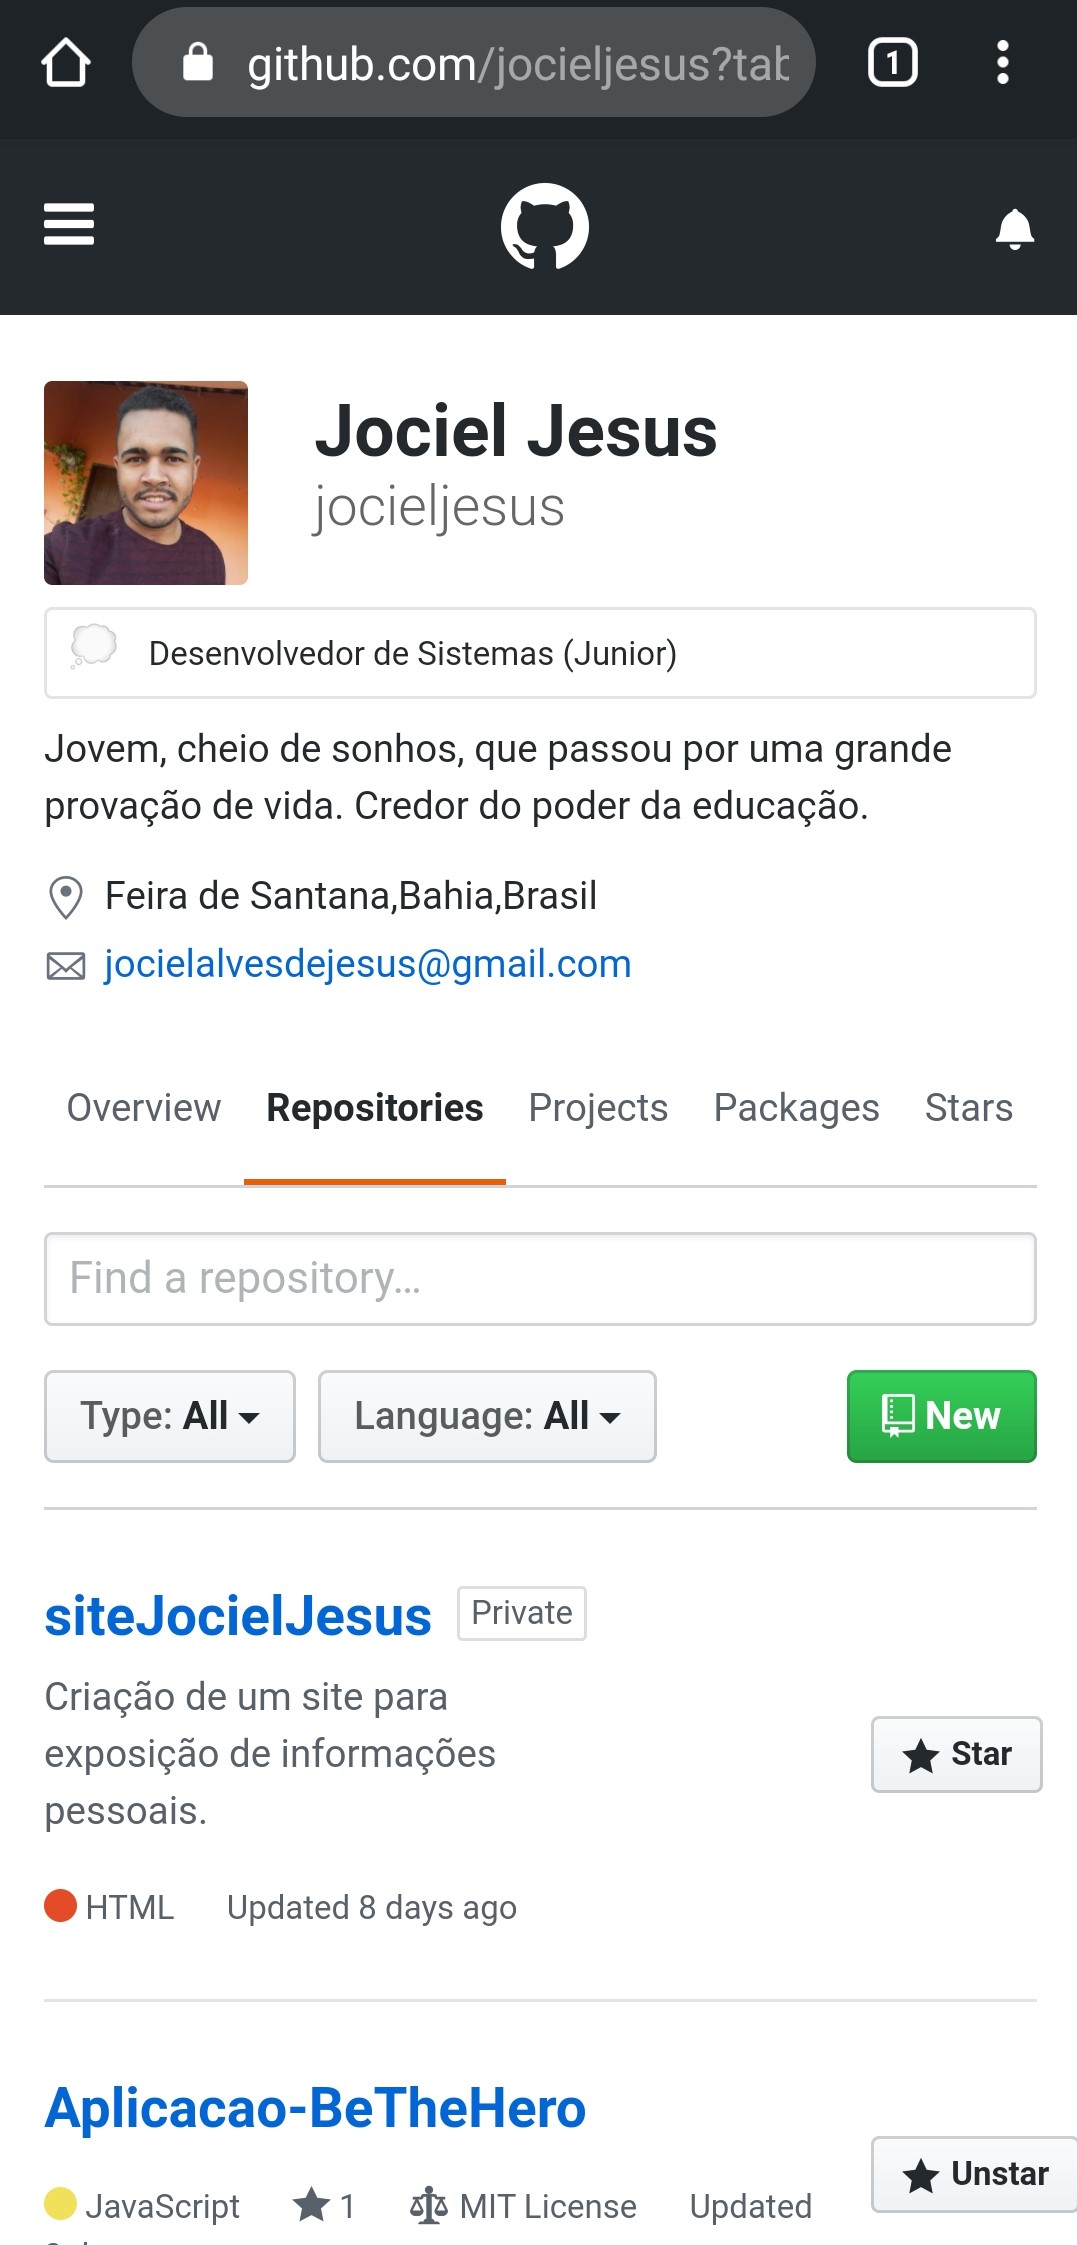 github.com/jocieljesus?tab
1
Jociel Jesus
jocieljesus
Desenvolvedor de Sistemas (Junior)
Jovem, cheio de sonhos, que passou por uma grande
provação de vida. Credor do poder da educação.
Feira de Santana,Bahia,Brasil
jocielalvesdejesus@gmail.com
Overview Repositories Projects Packages Stars
Find a repository...
Type: All Language: All New
siteJocielJesus Private
Criação de um site para
exposição de informações
pessoais.
Star
HTML Updated 8 days ago
Aplicacao-BeTheHero
Unstar
JavaScript 1 MIT License Updated